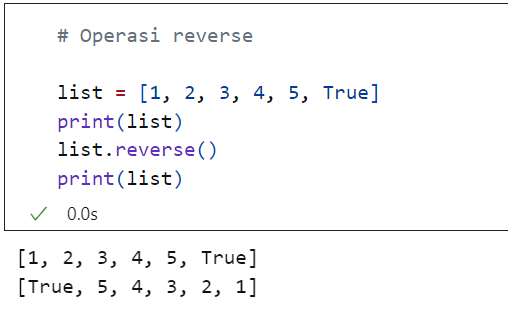 # Operasi reverse
list = [1, 2, 3, 4, 5, True]
print(list)
list.reverse()
print(list)
0.0s
[1, 2, 3, 4, 5, True]
[True, 5, 4, 3, 2, 1]